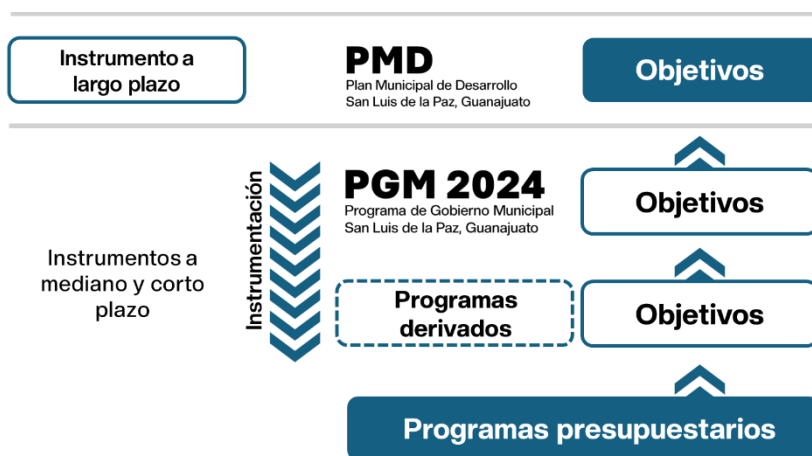 Instrumento a
largo plazo
PMD
Plan Municipal de Desarrollo
San Luis de la Paz, Guanajuato
Objetivos
Instrumentos a
mediano y corto
plazo
Instrumentación
PGM 2024
Programa de Gobierno Municipal
San Luis de la Paz, Guanajuato
Objetivos
Programas
derivados
Objetivos
Programas presupuestarios